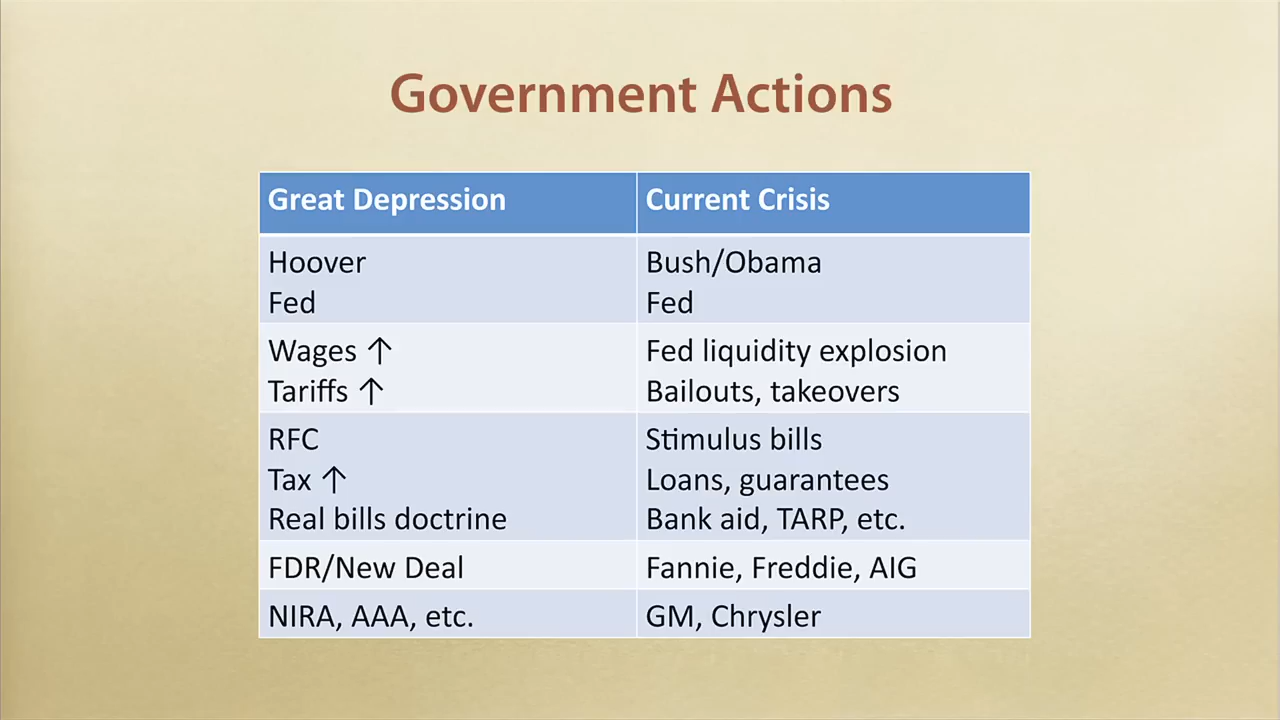 Government Actions
Great Depression
Current Crisis
Hoover
Fed
Bush/Obama
Fed
Wages ↑
Tariffs ↑
Fed liquidity explosion
Bailouts, takeovers
RFC
Tax ↑
Real bills doctrine
Stimulus bills
Loans, guarantees
Bank aid, TARP, etc.
FDR/New Deal
Fannie, Freddie, AIG
NIRA, AAA, etc.
GM, Chrysler